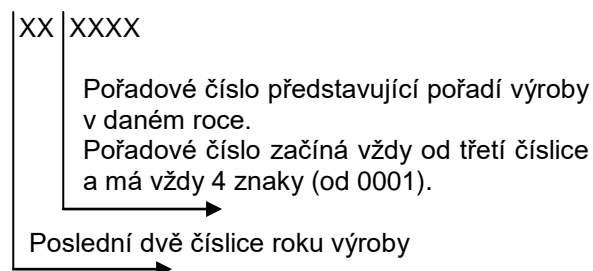 XX XXXX
Pořadové číslo představující pořadí výroby
v daném roce.
Pořadové číslo začíná vždy od třetí číslice
a má vždy 4 znaky (od 0001).
Poslední dvě číslice roku výroby